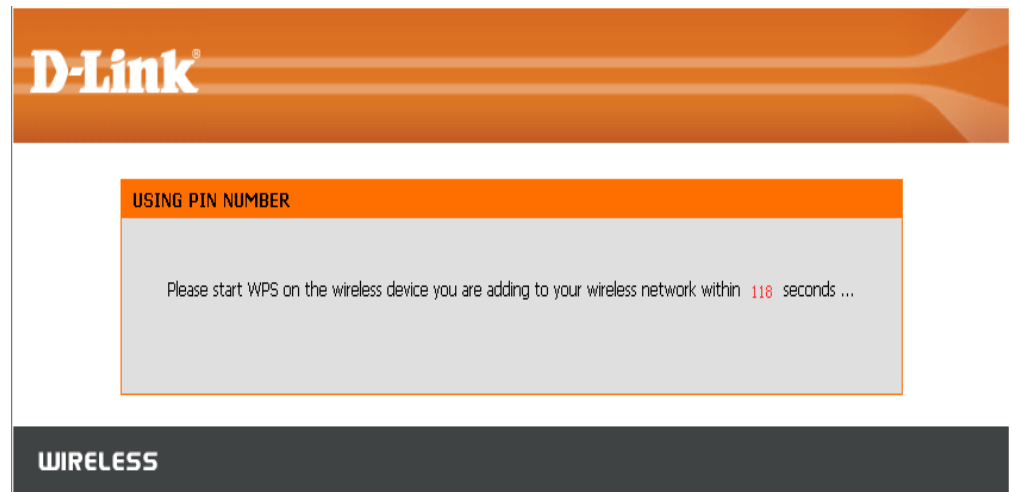 D-Link®
USING PIN NUMBER
Please start WPS on the wireless device you are adding to your wireless network within 118 seconds ...
WIRELESS